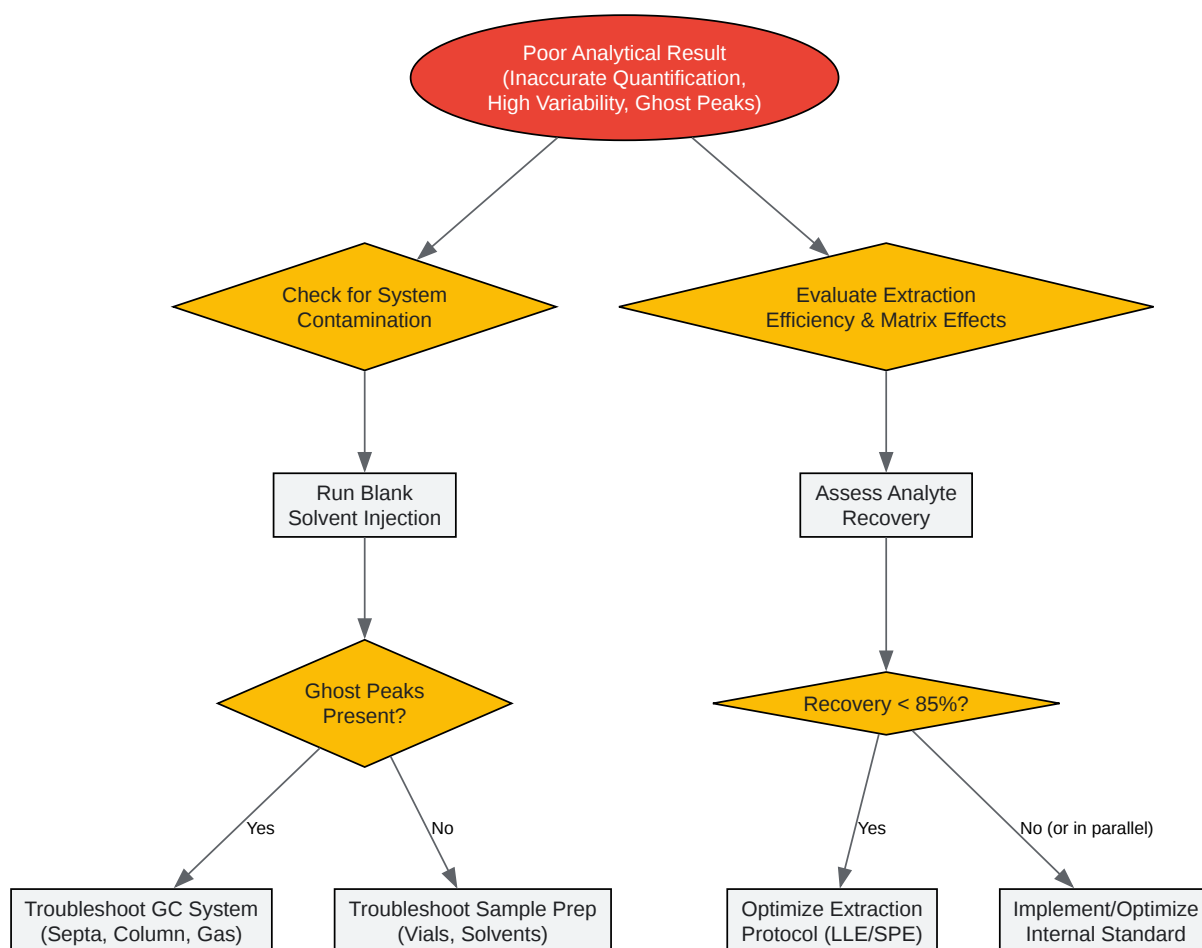 Poor Analytical Result
(Inaccurate Quantification,
High Variability, Ghost Peaks)
Check for System
Contamination
Evaluate Extraction
Efficiency & Matrix Effects
Run Blank
Solvent Injection
Assess Analyte
Recovery
Ghost Peaks
Present?
Recovery < 85%?
Yes
No
Yes
No (or in parallel)
Troubleshoot GC System
(Septa, Column, Gas)
Troubleshoot Sample Prep
(Vials, Solvents)
Optimize Extraction
Protocol (LLE/SPE)
Implement/Optimize
Internal Standard